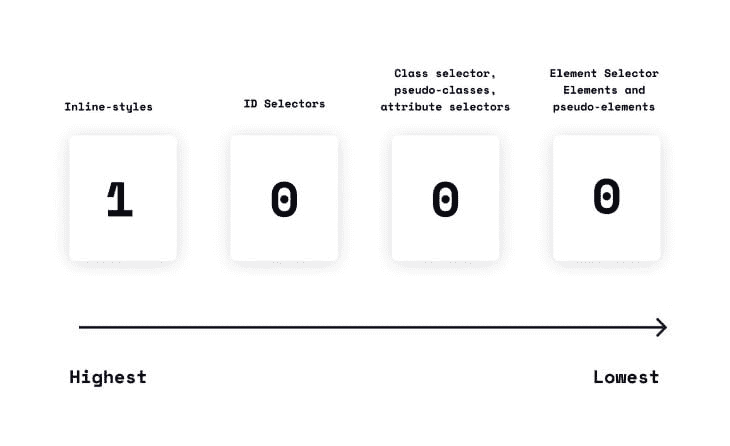 Inline-styles
ID Selectors
Class selector,
pseudo-classes,
attribute selectors
Element Selector
Elements and
pseudo-elements
1
0
0
0
Highest
Lowest